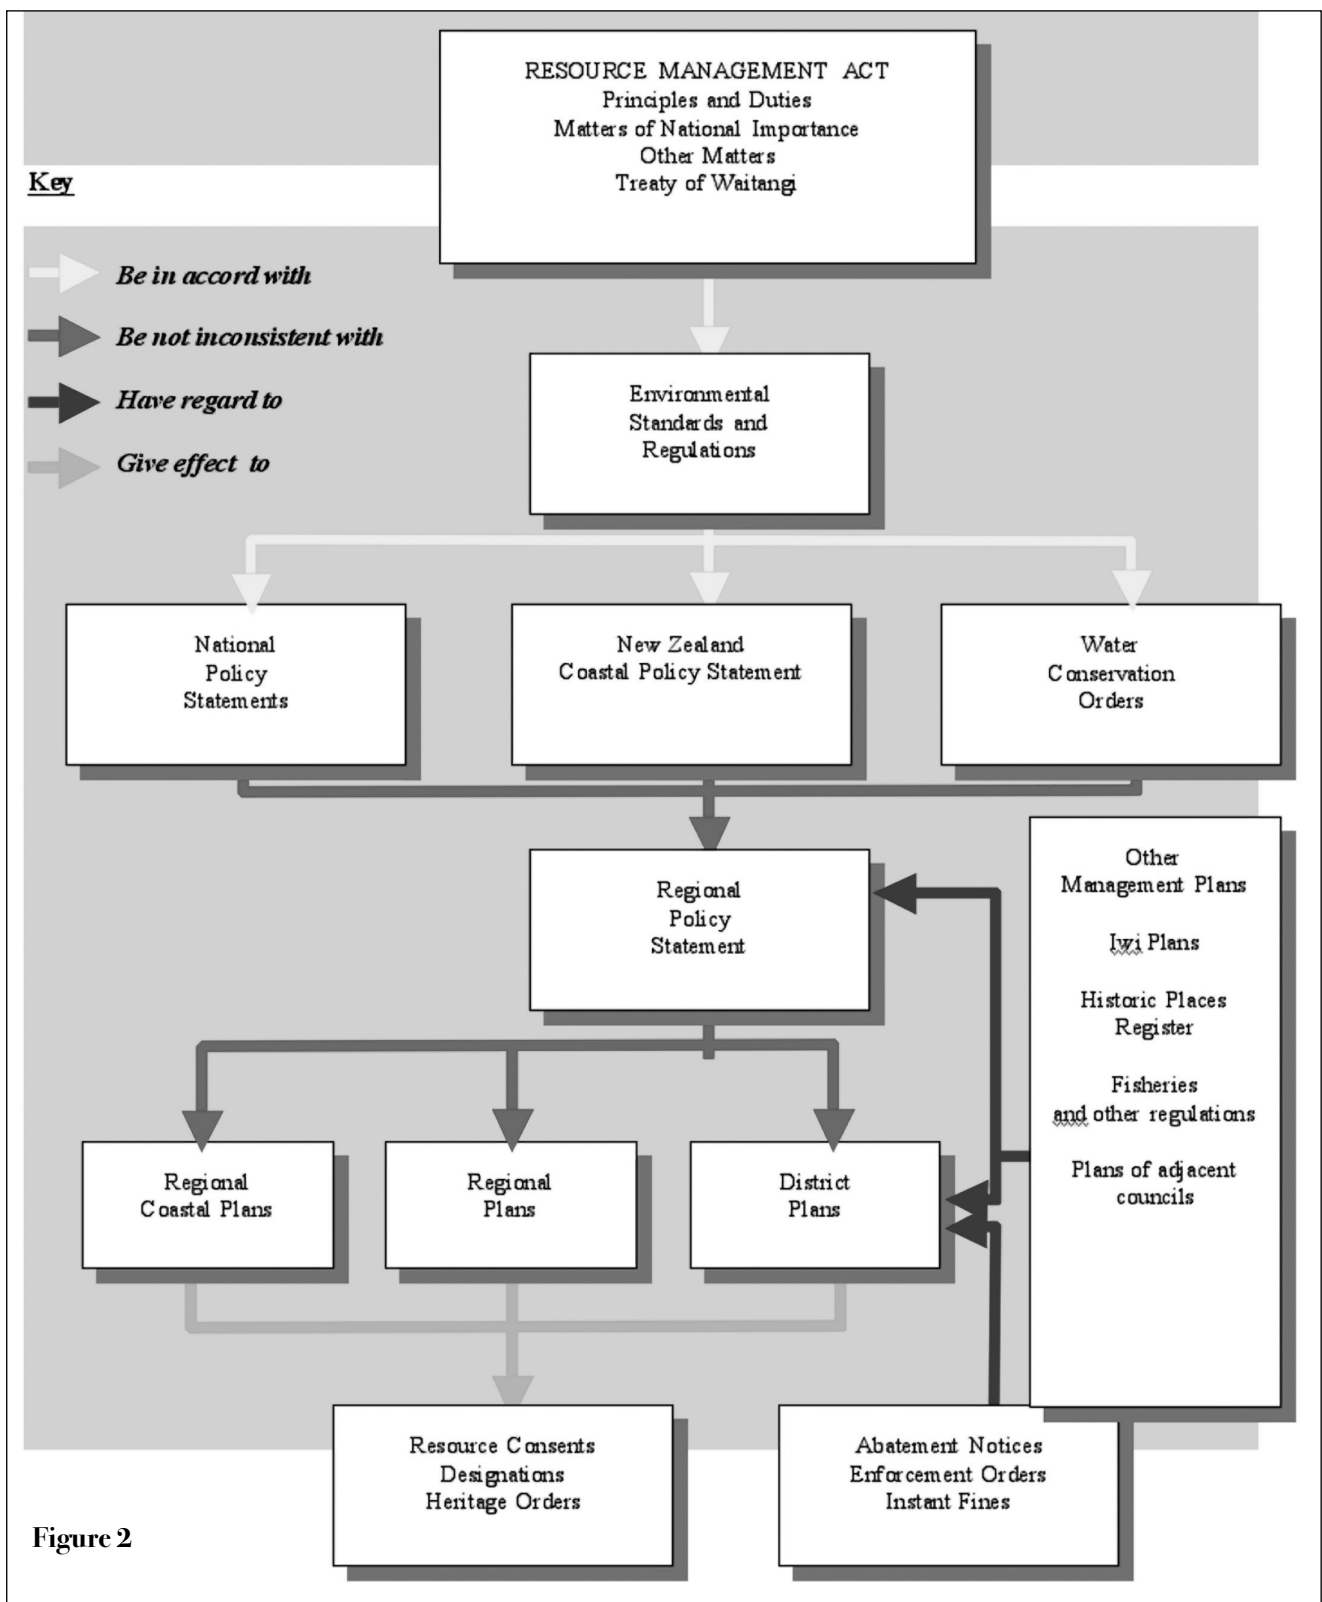 RESOURCE MANAGEMENT ACT
Principles and Duties
Matters of National Importance
Other Matters
Treaty of Waitangi
Key
Be in accord with
Be not inconsistent with
Have regard to
Give effect to
Environmental
Standards and
Regulations
National
Policy
Statements
New Zealand
Coastal Policy Statement
Water
Conservation
Orders
Regional
Policy
Statement
Other
Management Plans
Iwi Plans
Historic Places
Register
Fisheries
and other regulations
Plans of adjacent
councils
Regional
Coastal Plans
Regional
Plans
District
Plans
Resource Consents
Designations
Heritage Orders
Abatement Notices
Enforcement Orders
Instant Fines
Figure 2